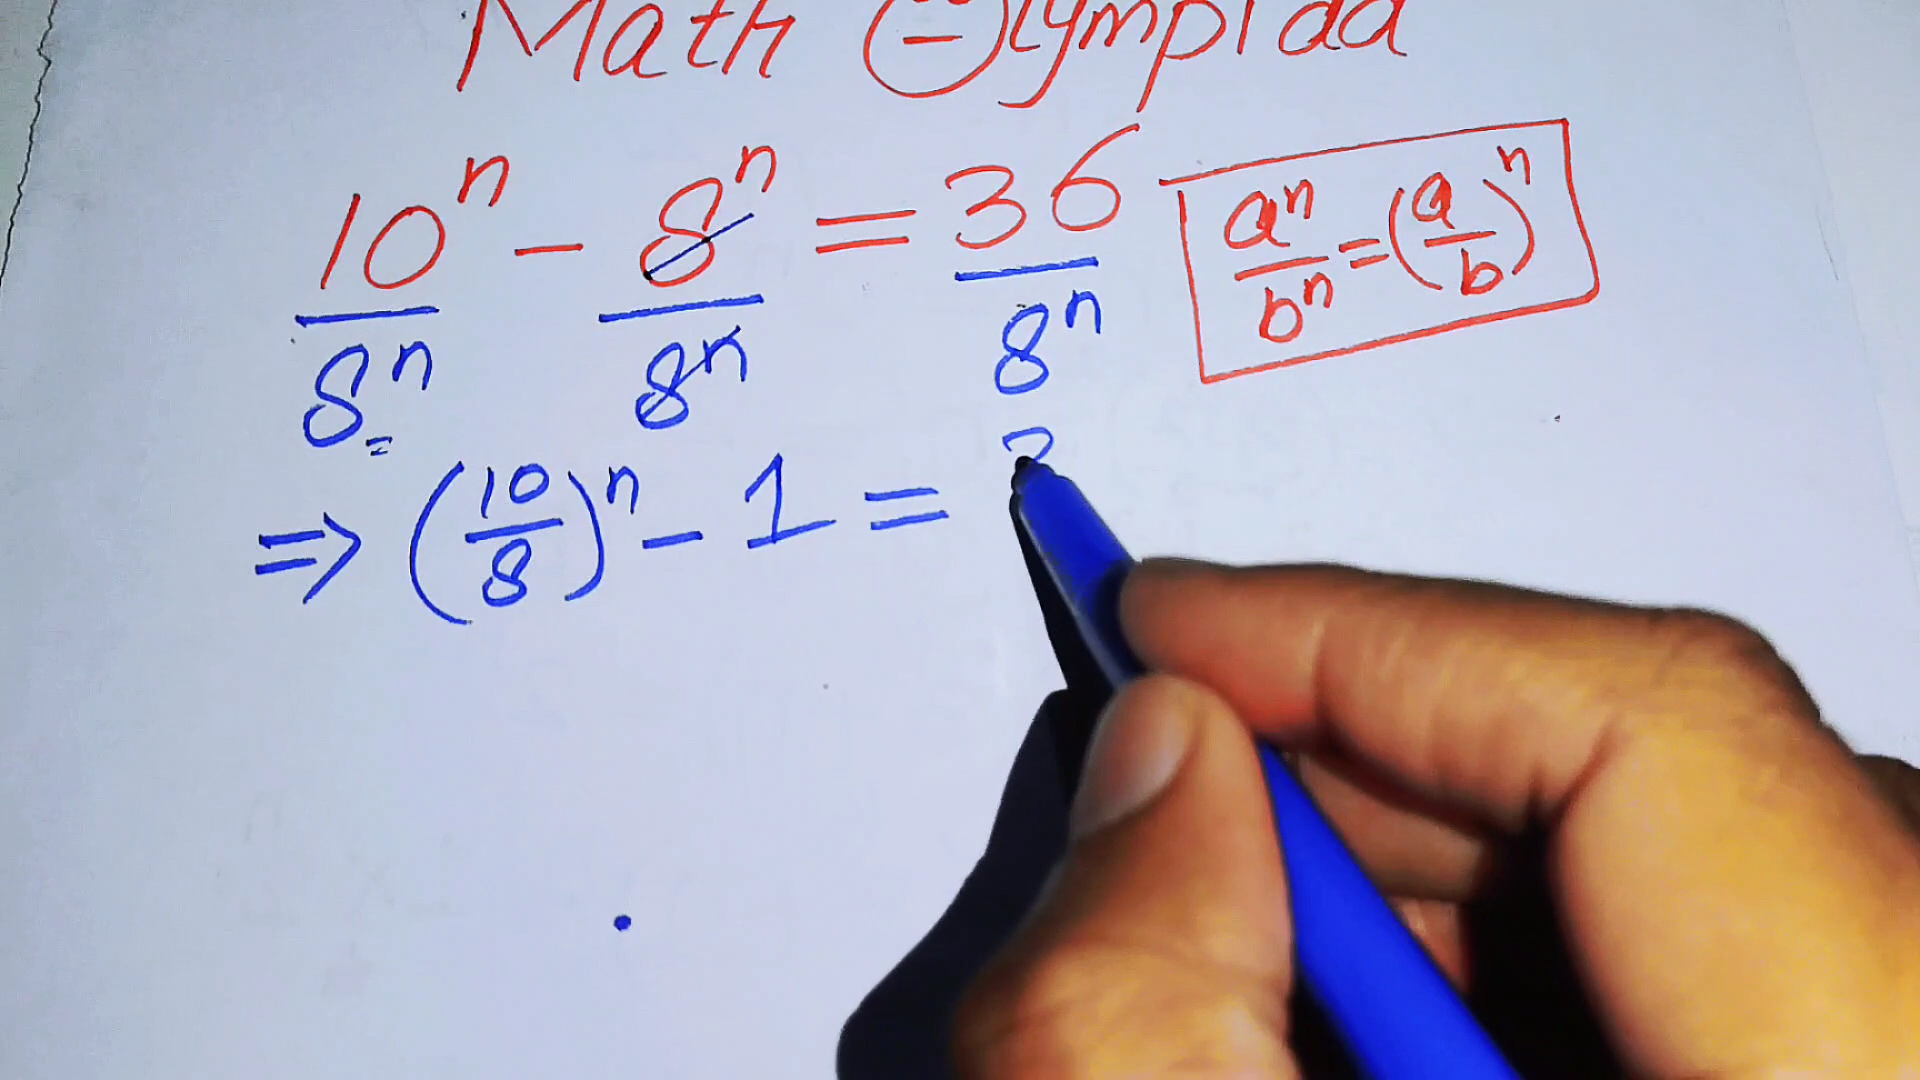 Math Olympiad
10^n/8^n - 8^n/8^n = 36/8^n
a^n/b^n = (a/b)^n
=> (10/8)^n - 1 =